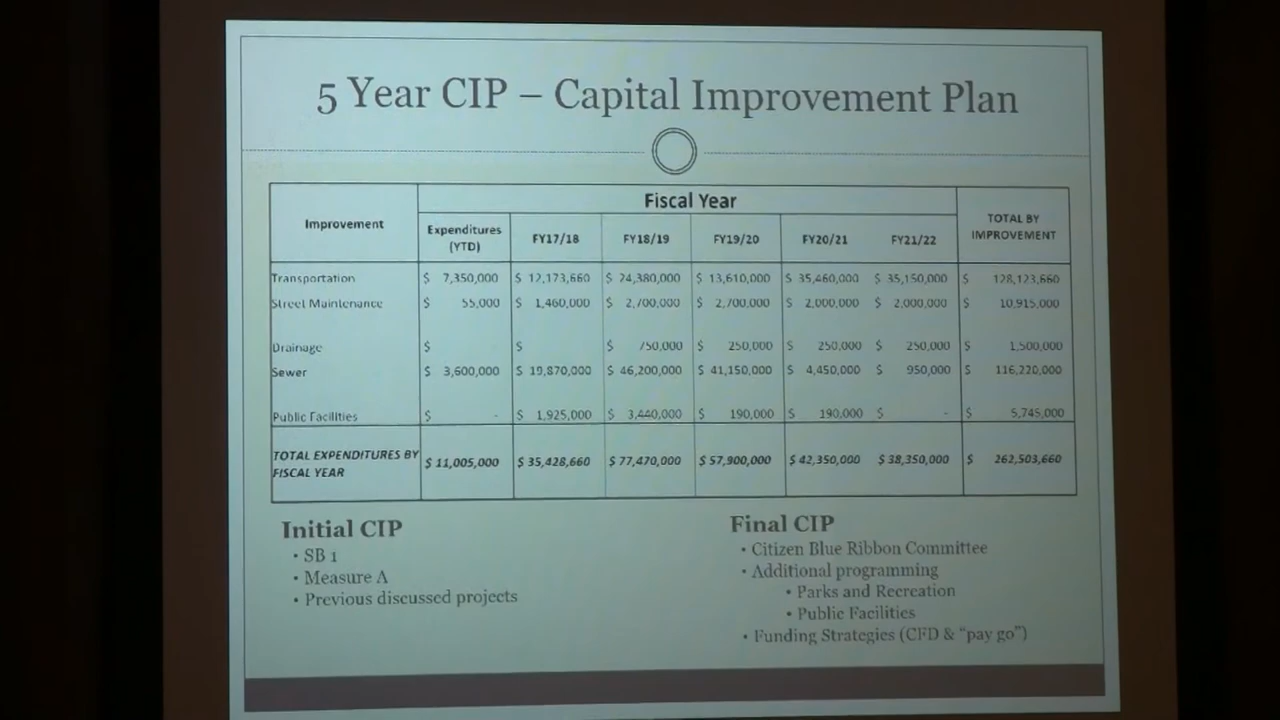 5 Year CIP – Capital Improvement Plan
Fiscal Year
Improvement Expenditures (YTD) FY17/18 FY18/19 FY19/20 FY20/21 FY21/22 TOTAL BY IMPROVEMENT
Transportation $ 7,350,000 $ 12,173,660 $ 24,380,000 $ 13,610,000 $ 35,460,000 $ 35,150,000 $ 128,123,660
Street Maintenance $ 55,000 $ 1,460,000 $ 2,700,000 $ 2,700,000 $ 2,000,000 $ 2,000,000 $ 10,915,000
Drainage $ $ $ 750,000 $ 250,000 $ 250,000 $ 250,000 $ 1,500,000
Sewer $ 3,600,000 $ 19,870,000 $ 46,200,000 $ 41,150,000 $ 4,450,000 $ 950,000 $ 116,220,000
Public Facilities $ - $ 1,925,000 $ 3,440,000 $ 190,000 $ 190,000 $ - $ 5,745,000
TOTAL EXPENDITURES BY FISCAL YEAR $ 11,005,000 $ 35,428,660 $ 77,470,000 $ 57,900,000 $ 42,350,000 $ 38,350,000 $ 262,503,660
Initial CIP
• SB 1
• Measure A
• Previous discussed projects
Final CIP
• Citizen Blue Ribbon Committee
• Additional programming
• Parks and Recreation
• Public Facilities
• Funding Strategies (CFD & “pay go”)